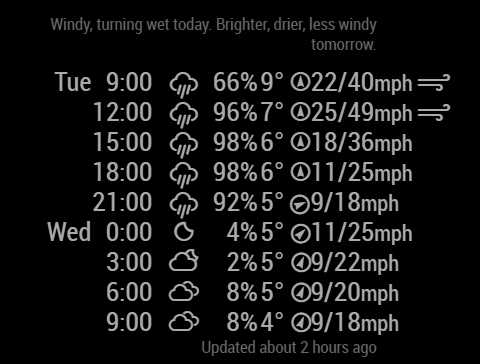 Windy, turning wet today. Brighter, drier, less windy
tomorrow.
Tue 9:00 66% 9° 22/40mph
12:00 96% 7° 25/49mph
15:00 98% 6° 18/36mph
18:00 98% 6° 11/25mph
21:00 92% 5° 9/18mph
Wed 0:00 4% 5° 11/25mph
3:00 2% 5° 9/22mph
6:00 8% 5° 9/20mph
9:00 8% 4° 9/18mph
Updated about 2 hours ago